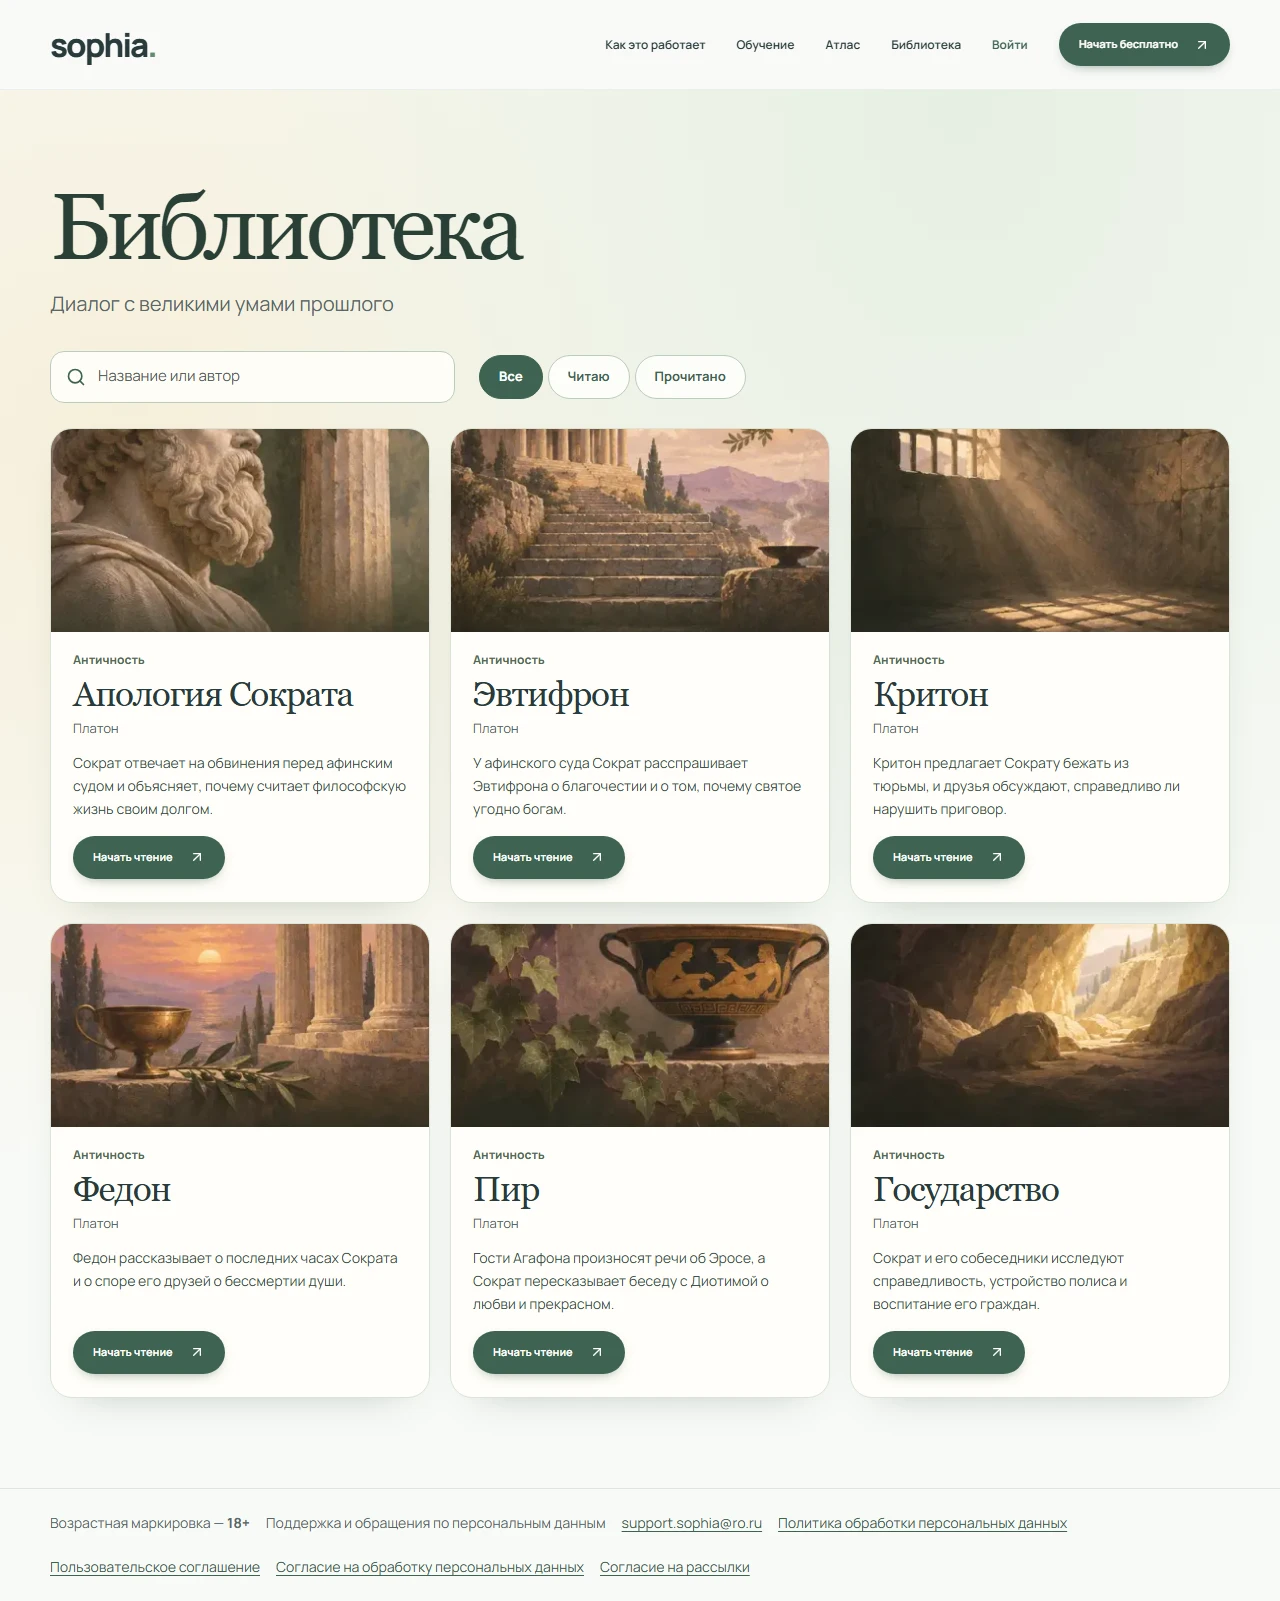 sophia.
Как это работает
Обучение
Атлас
Библиотека
Войти
Начать бесплатно
Библиотека
Диалог с великими умами прошлого
Название или автор
Все
Читаю
Прочитано
Античность
Апология Сократа
Платон
Сократ отвечает на обвинения перед афинским
судом и объясняет, почему считает философскую
жизнь своим долгом.
Начать чтение
Античность
Эвтифрон
Платон
У афинского суда Сократ расспрашивает
Эвтифрона о благочестии и о том, почему святое
угодно богам.
Начать чтение
Античность
Критон
Платон
Критон предлагает Сократу бежать из
тюрьмы, и друзья обсуждают, справедливо ли
нарушить приговор.
Начать чтение
Античность
Федон
Платон
Федон рассказывает о последних часах Сократа
и о споре его друзей о бессмертии души.
Начать чтение
Античность
Пир
Платон
Гости Агафона произносят речи об Эросе, а
Сократ пересказывает беседу с Диотимой о
любви и прекрасном.
Начать чтение
Античность
Государство
Платон
Сократ и его собеседники исследуют
справедливость, устройство полиса и
воспитание его граждан.
Начать чтение
Возрастная маркировка — 18+
Поддержка и обращения по персональным данным
support.sophia@ro.ru
Политика обработки персональных данных
Пользовательское соглашение
Согласие на обработку персональных данных
Согласие на рассылки